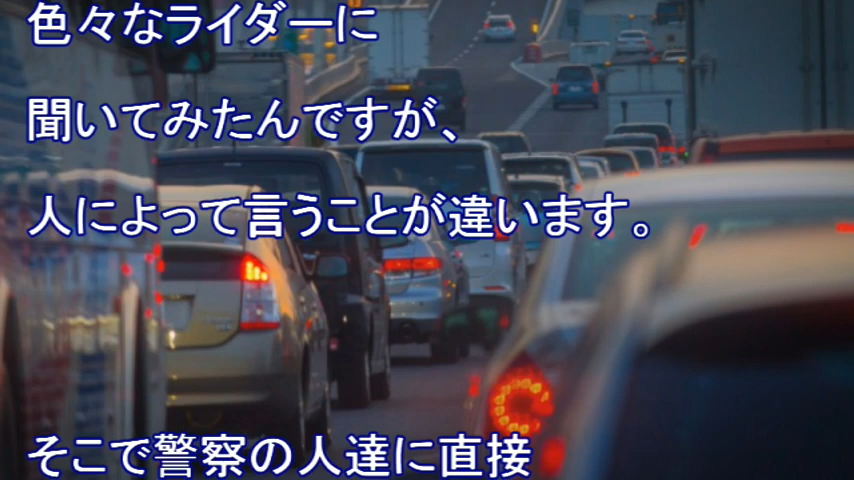 色々なライダーに
聞いてみたんですが、
人によって言うことが違います。
そこで警察の人達に直接